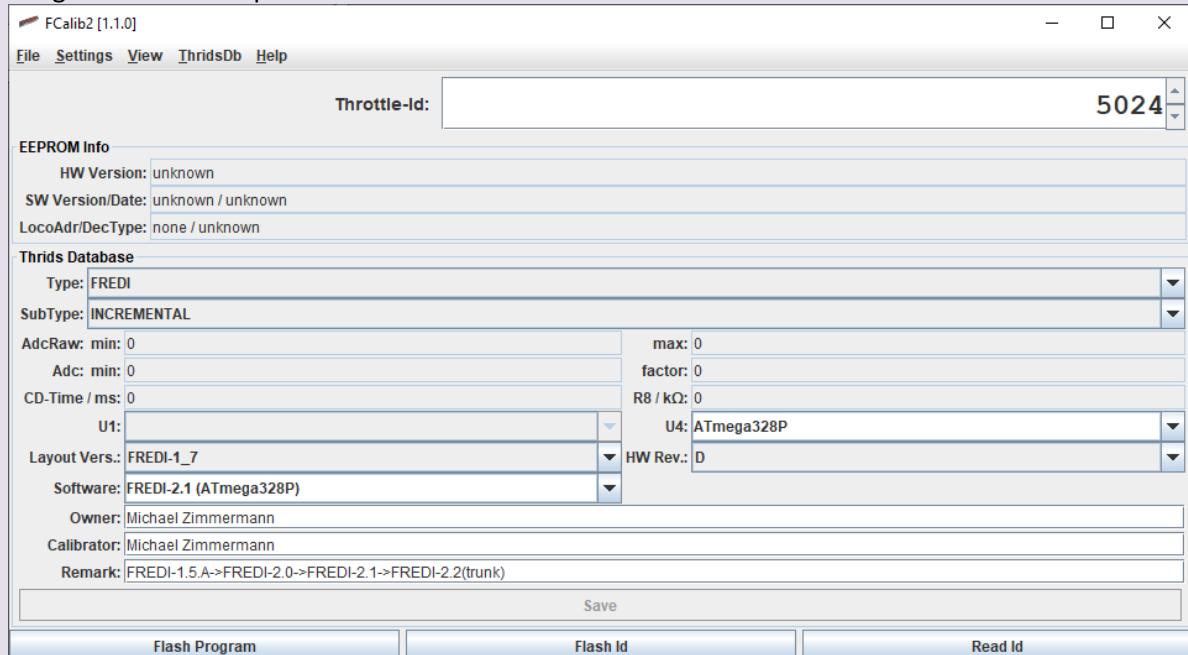 FCalib2 [1.1.0]
File Settings View ThridsDb Help
Throttle-Id: 5024
EEPROM Info
HW Version: unknown
SW Version/Date: unknown / unknown
LocoAdr/DecType: none / unknown
Thrids Database
Type: FREDI
SubType: INCREMENTAL
AdcRaw: min: 0 max: 0
Adc: min: 0 factor: 0
CD-Time / ms: 0 R8 / kΩ: 0
U1: U4: ATmega328P
Layout Vers.: FREDI-1_7 HW Rev.: D
Software: FREDI-2.1 (ATmega328P)
Owner: Michael Zimmermann
Calibrator: Michael Zimmermann
Remark: FREDI-1.5.A->FREDI-2.0->FREDI-2.1->FREDI-2.2(trunk)
Save
Flash Program Flash Id Read Id